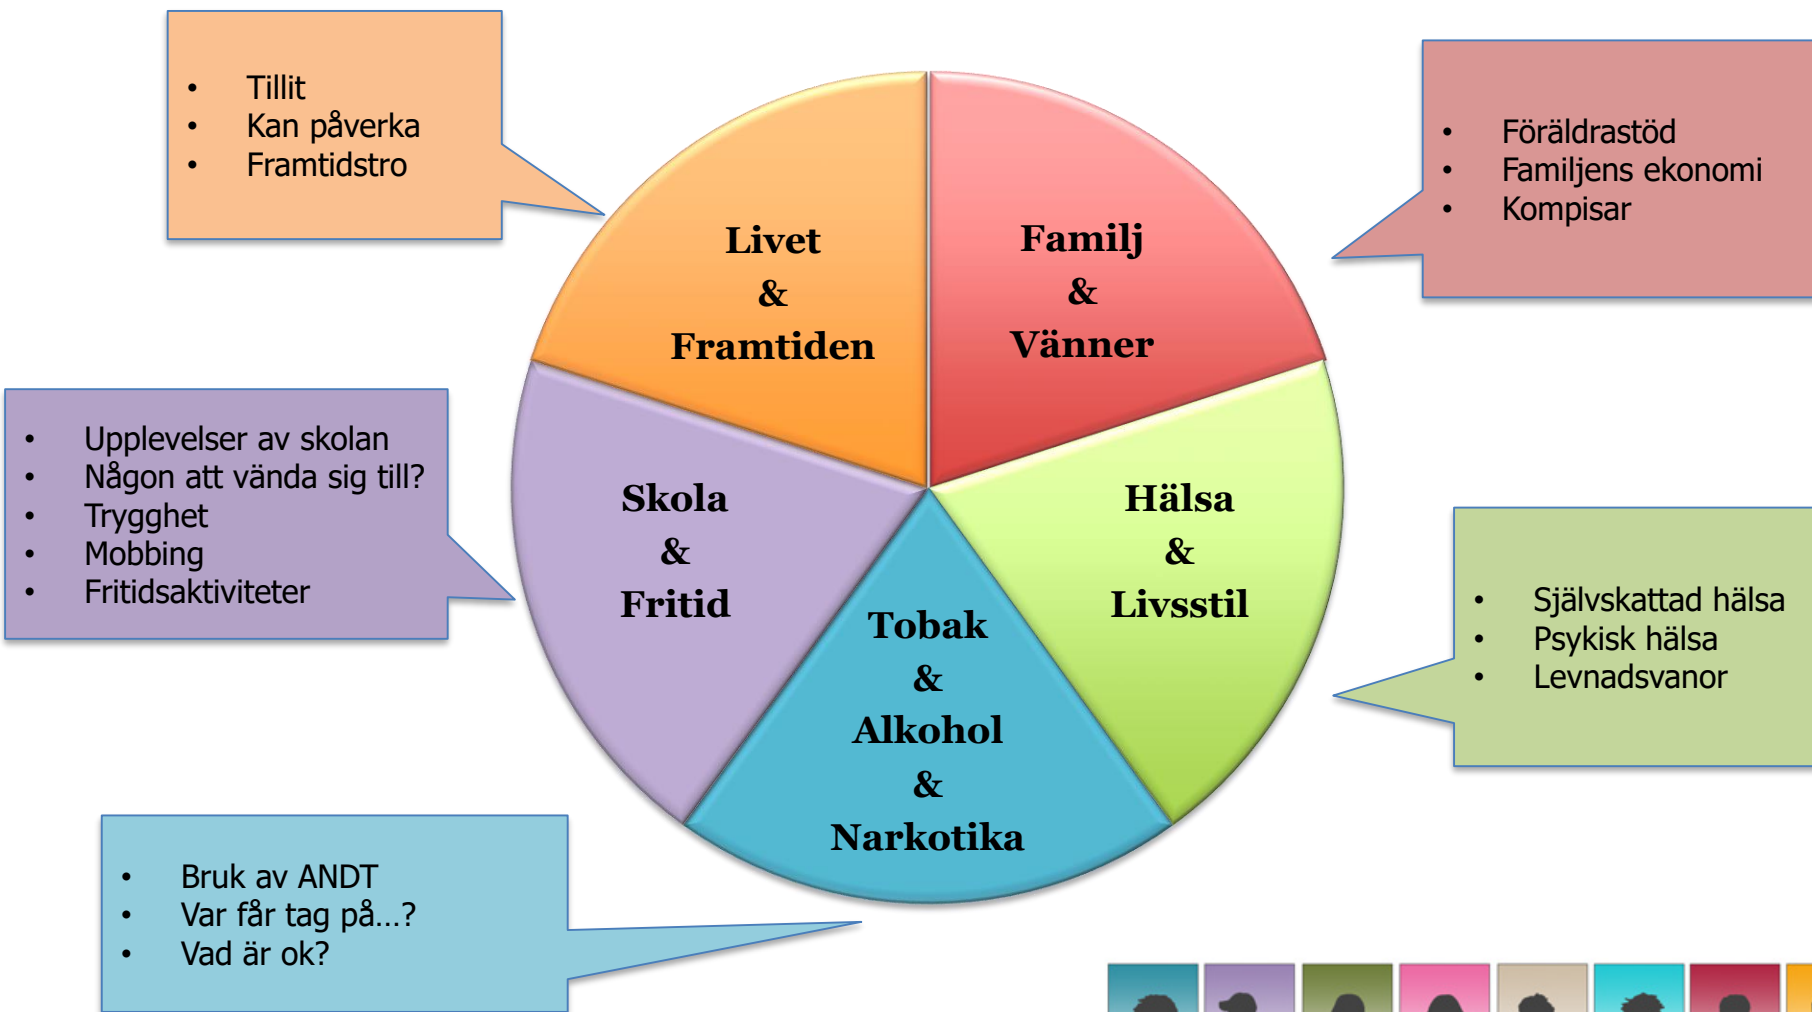 • Tillit
• Kan påverka
• Framtidstro
• Föräldrastöd
• Familjens ekonomi
• Kompisar
Livet
&
Framtiden
Familj
&
Vänner
• Upplevelser av skolan
• Någon att vända sig till?
• Trygghet
• Mobbing
• Fritidsaktiviteter
Skola
&
Fritid
Hälsa
&
Livsstil
• Självskattad hälsa
• Psykisk hälsa
• Levnadsvanor
Tobak
&
Alkohol
&
Narkotika
• Bruk av ANDT
• Var får tag på…?
• Vad är ok?